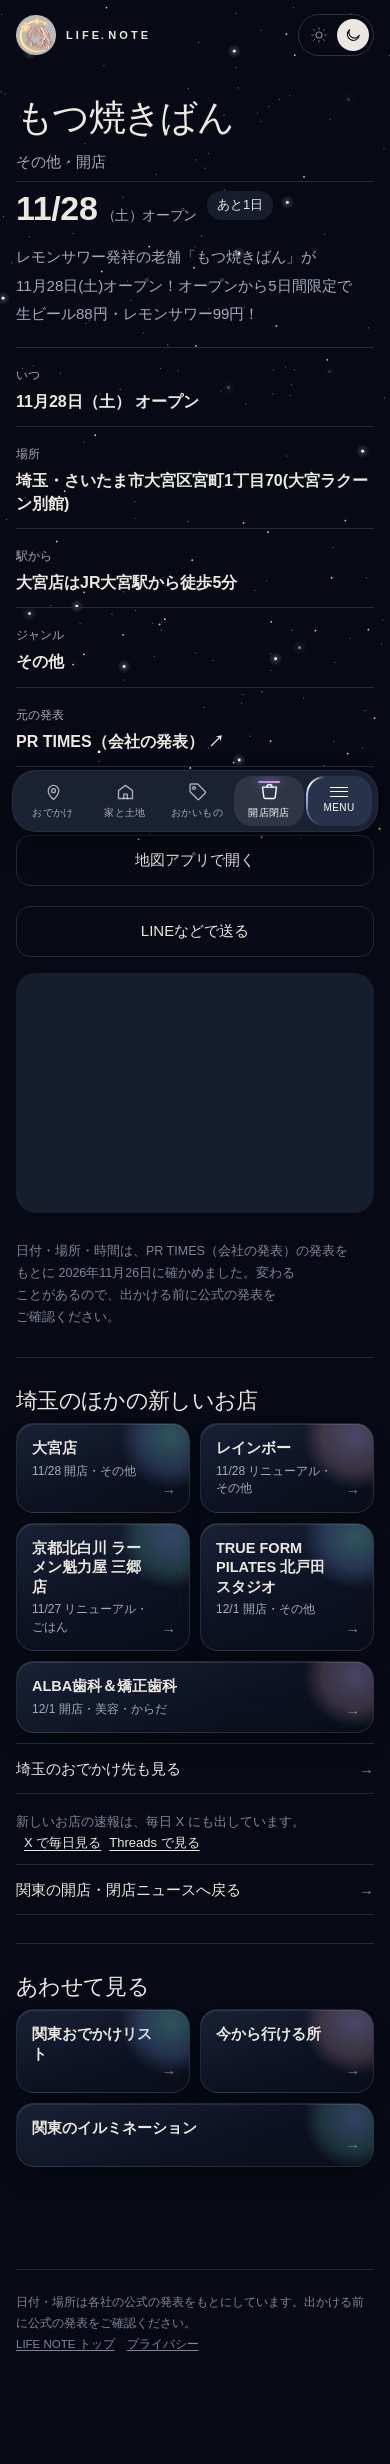 LIFE.NOTE
もつ焼きばん
その他・開店
11/28 （土）オープン あと1日
レモンサワー発祥の老舗「もつ焼きばん」が
11月28日(土)オープン！オープンから5日間限定で
生ビール88円・レモンサワー99円！
いつ
11月28日（土） オープン
場所
埼玉・さいたま市大宮区宮町1丁目70(大宮ラクー
ン別館)
駅から
大宮店はJR大宮駅から徒歩5分
ジャンル
その他
元の発表
PR TIMES（会社の発表） ↗
おでかけ 家と土地 おかいもの 開店閉店 MENU
地図アプリで開く
LINEなどで送る
日付・場所・時間は、PR TIMES（会社の発表）の発表を
もとに 2026年11月26日に確かめました。変わる
ことがあるので、出かける前に公式の発表を
ご確認ください。
埼玉のほかの新しいお店
大宮店
11/28 開店・その他
→
レインボー
11/28 リニューアル・
その他
→
京都北白川 ラー
メン魁力屋 三郷
店
11/27 リニューアル・
ごはん
→
TRUE FORM
PILATES 北戸田
スタジオ
12/1 開店・その他
→
ALBA歯科＆矯正歯科
12/1 開店・美容・からだ
→
埼玉のおでかけ先も見る →
新しいお店の速報は、毎日 X にも出しています。
X で毎日見る Threads で見る
関東の開店・閉店ニュースへ戻る →
あわせて見る
関東おでかけリス
ト
→
今から行ける所
→
関東のイルミネーション
→
日付・場所は各社の公式の発表をもとにしています。出かける前
に公式の発表をご確認ください。
LIFE NOTE トップ プライバシー